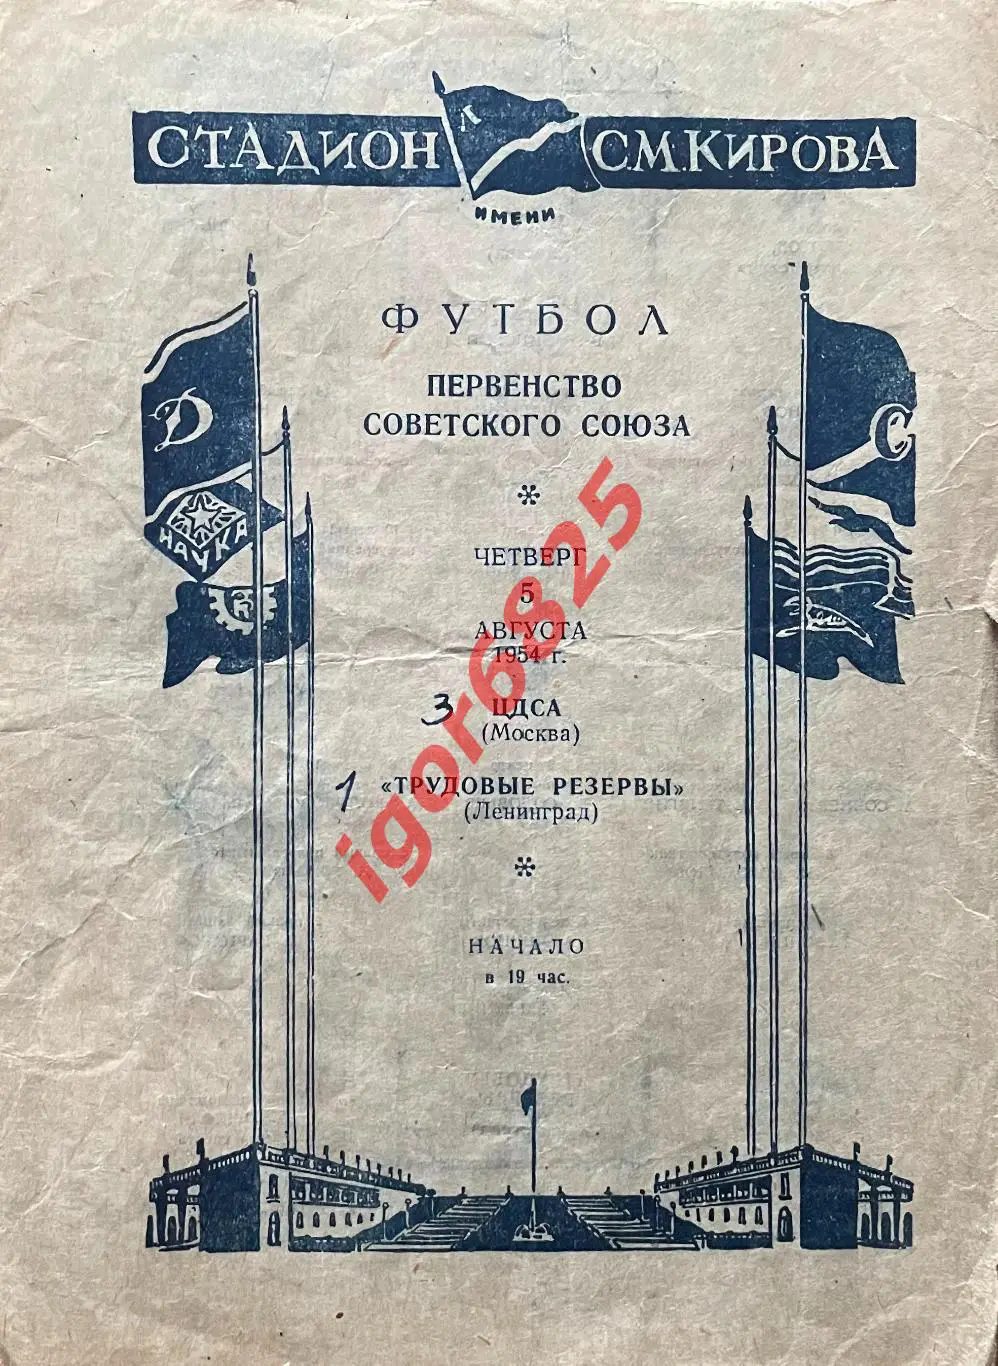 СТАДИОН
Л
С.М.КИРОВА
ИМЕНИ
ФУТБОЛ
ПЕРВЕНСТВО
СОВЕТСКОГО СОЮЗА
Д
С
НАУКА
ЧЕТВЕРГ
5
АВГУСТА
1954 г.
3 ЦДСА
(Москва)
1 «ТРУДОВЫЕ РЕЗЕРВЫ»
(Ленинград)
НАЧАЛО
в 19 час.
igor6825